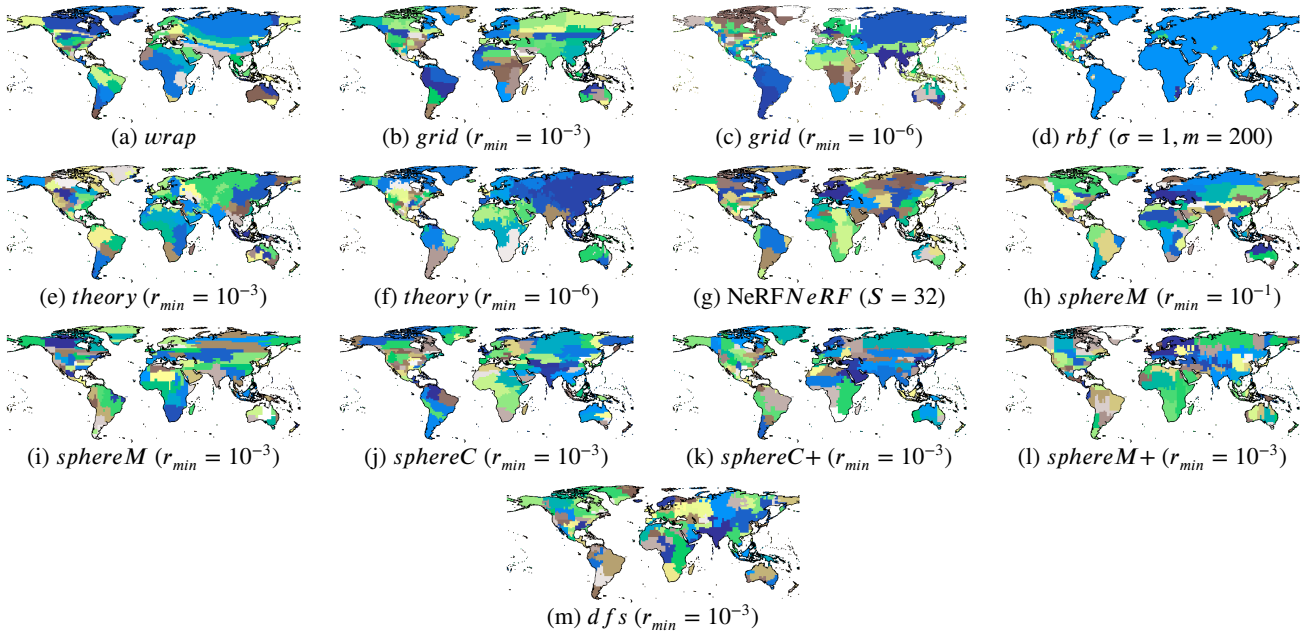 (a) wrap
(b) grid (r_min = 10^-3)
(c) grid (r_min = 10^-6)
(d) rbf (σ = 1, m = 200)
(e) theory (r_min = 10^-3)
(f) theory (r_min = 10^-6)
(g) NeRFNeRF (S = 32)
(h) sphereM (r_min = 10^-1)
(i) sphereM (r_min = 10^-3)
(j) sphereC (r_min = 10^-3)
(k) sphereC+ (r_min = 10^-3)
(l) sphereM+ (r_min = 10^-3)
(m) dfs (r_min = 10^-3)